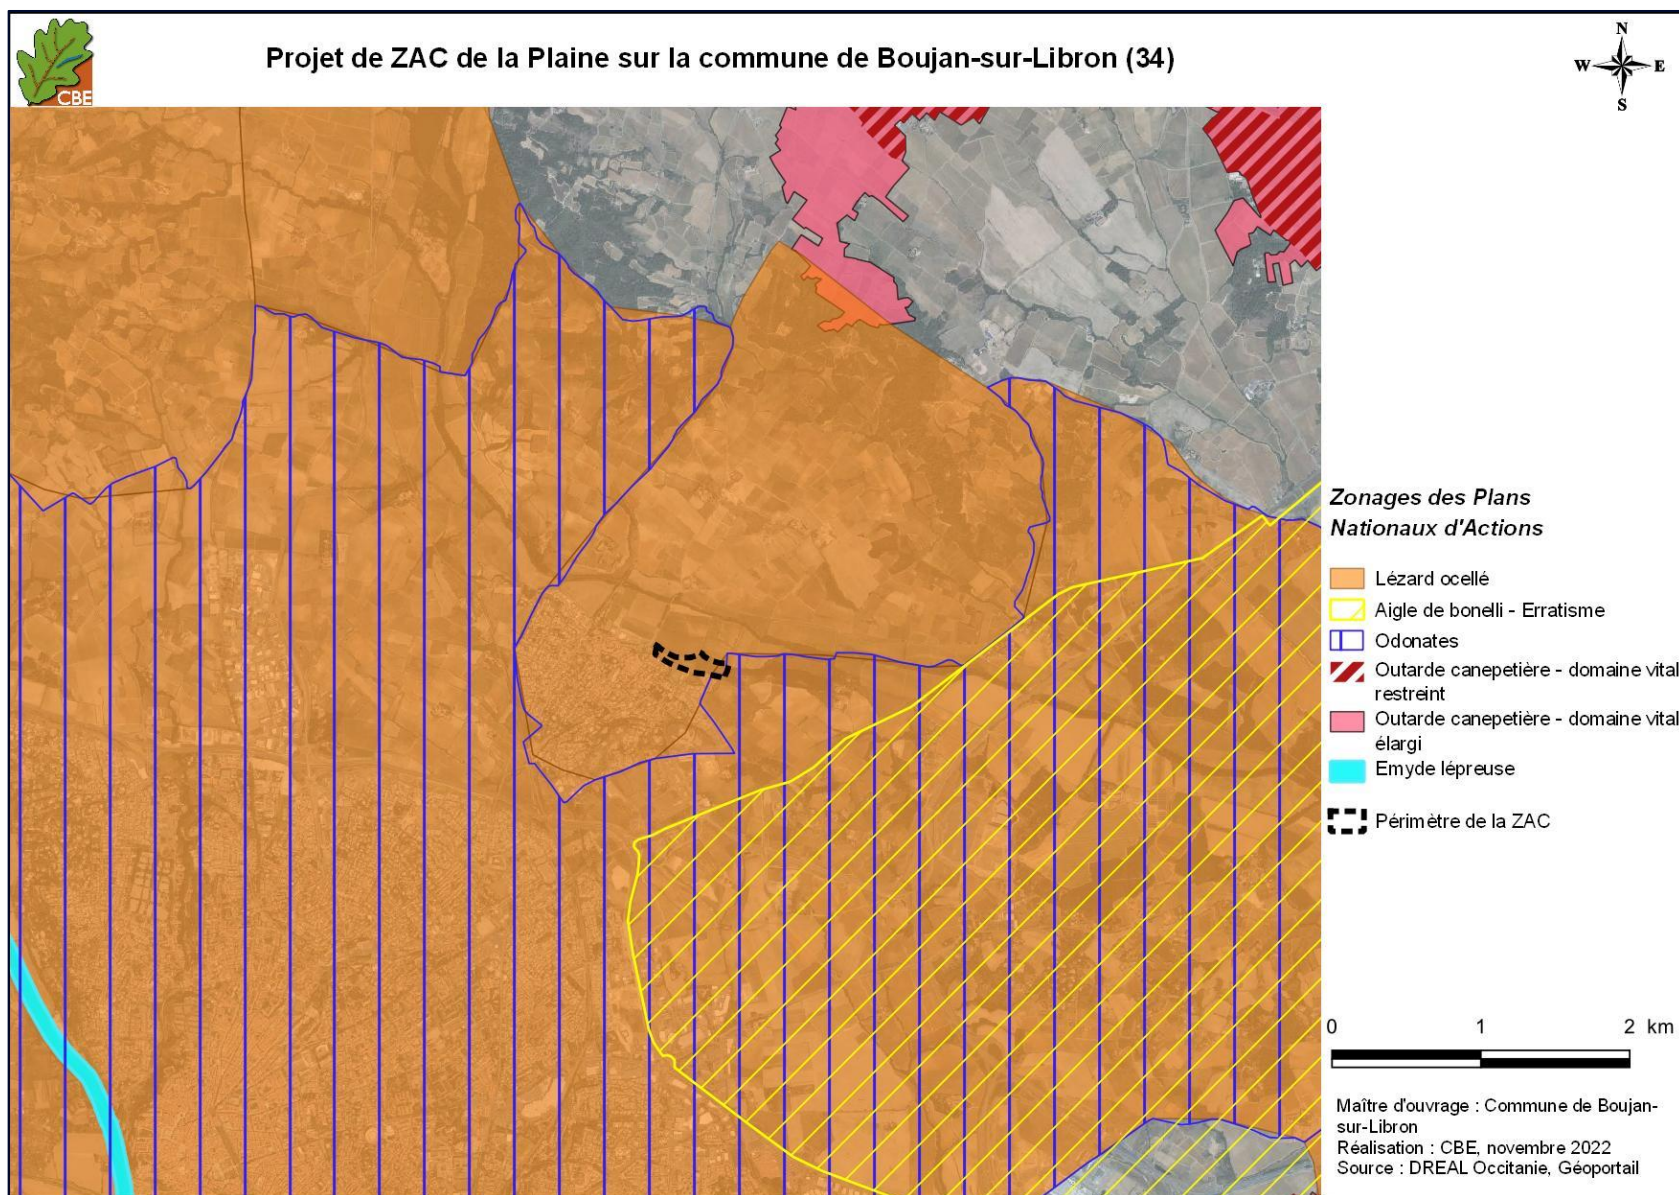 CBE
Projet de ZAC de la Plaine sur la commune de Boujan-sur-Libron (34)
N
W E
S
Zonages des Plans
Nationaux d'Actions
Lézard ocellé
Aigle de bonelli - Erratisme
Odonates
Outarde canepetière - domaine vital
restreint
Outarde canepetière - domaine vital
élargi
Emyde lépreuse
Périmètre de la ZAC
0 1 2 km
Maître d'ouvrage : Commune de Boujan-
sur-Libron
Réalisation : CBE, novembre 2022
Source : DREAL Occitanie, Géoportail